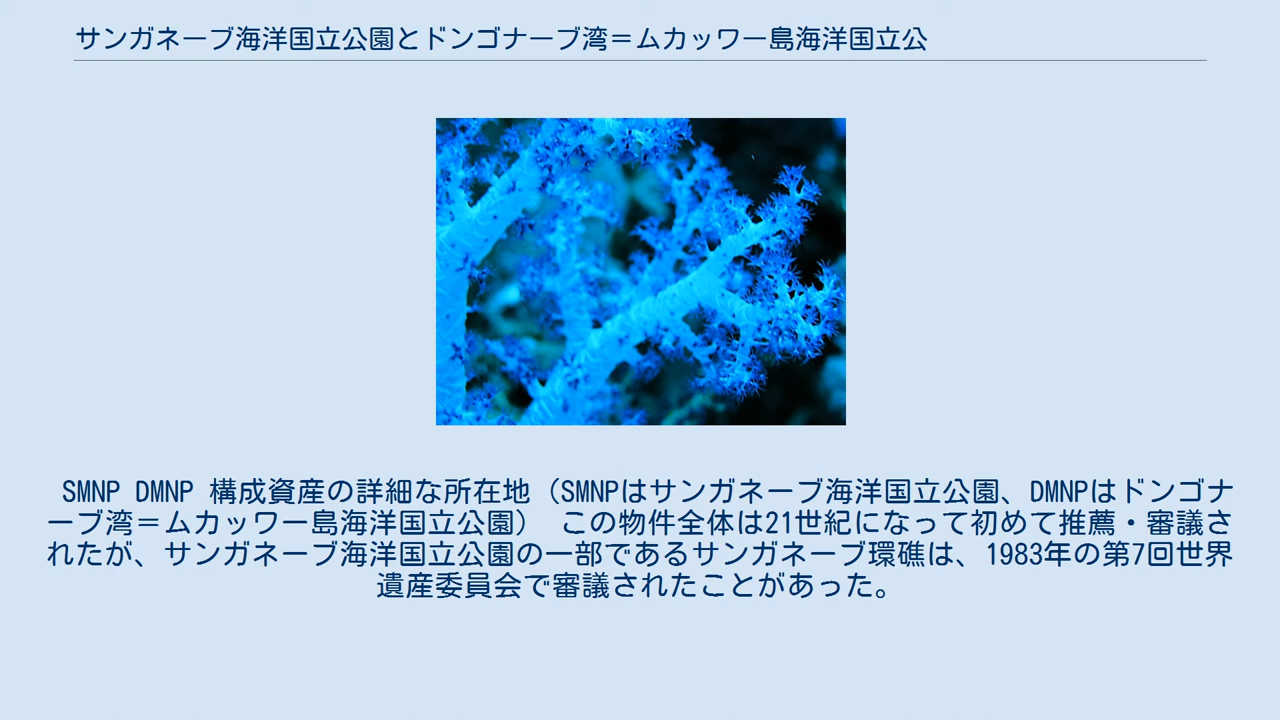 サンガネーブ海洋国立公園とドンゴナーブ湾＝ムカッワー島海洋国立公
SMNP DMNP 構成資産の詳細な所在地（SMNPはサンガネーブ海洋国立公園、DMNPはドンゴナ
ーブ湾＝ムカッワー島海洋国立公園） この物件全体は21世紀になって初めて推薦・審議さ
れたが、サンガネーブ海洋国立公園の一部であるサンガネーブ環礁は、1983年の第7回世界
遺産委員会で審議されたことがあった。